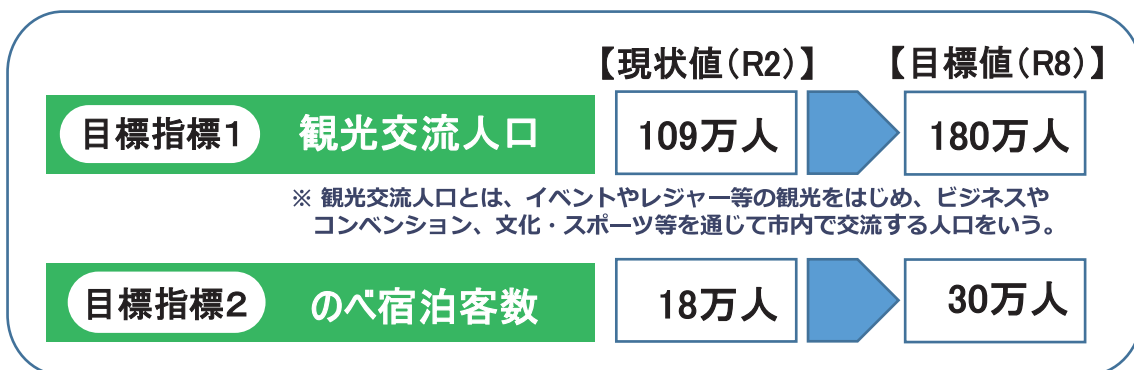 【現状値(R2)】 【目標値(R8)】
目標指標1 観光交流人口 109万人 180万人
※ 観光交流人口とは、イベントやレジャー等の観光をはじめ、ビジネスや
コンベンション、文化・スポーツ等を通じて市内で交流する人口をいう。
目標指標2 のべ宿泊客数 18万人 30万人